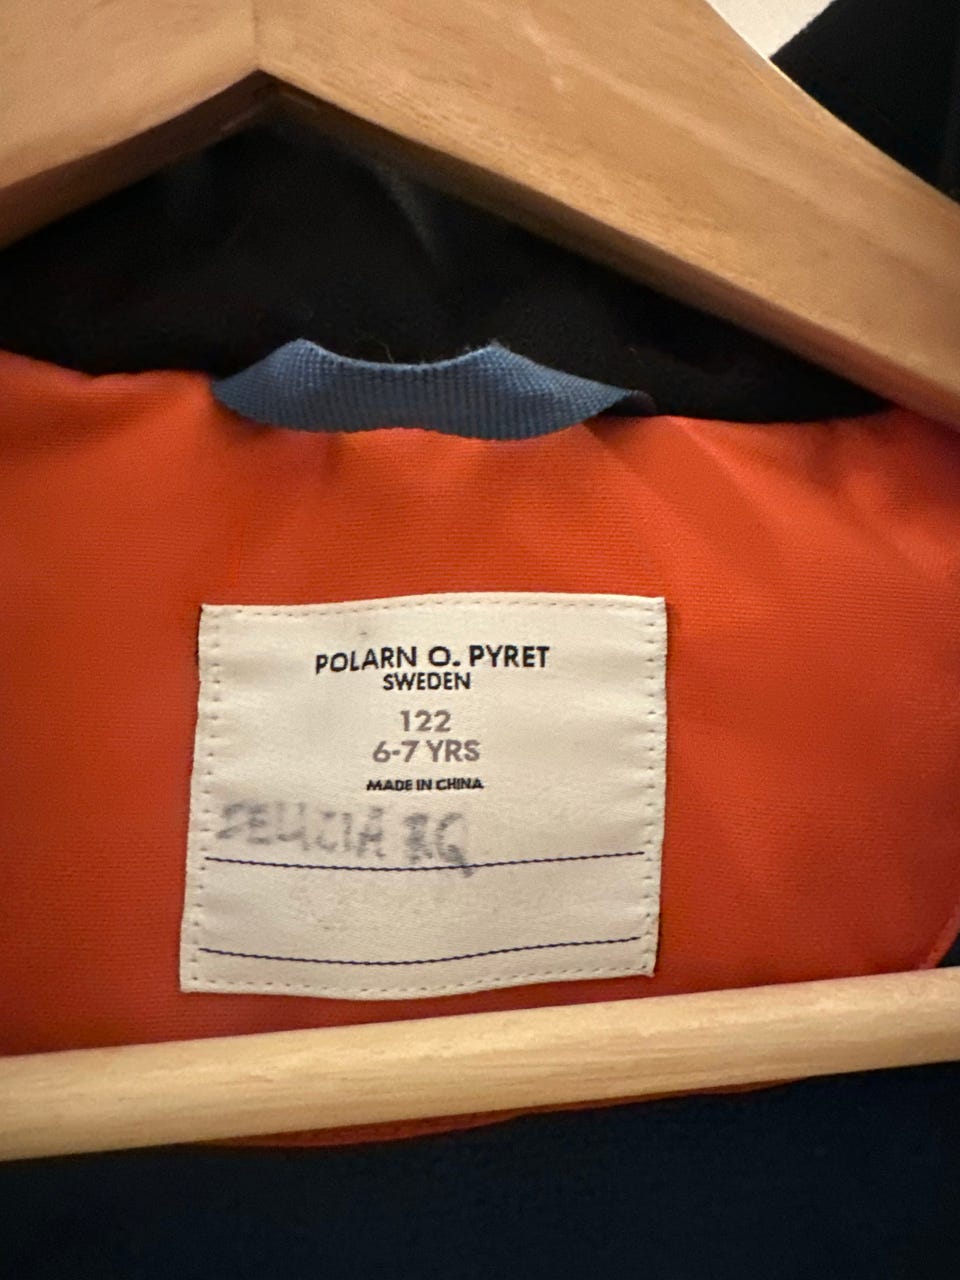 POLARN O. PYRET
SWEDEN
122
6-7 YRS
MADE IN CHINA